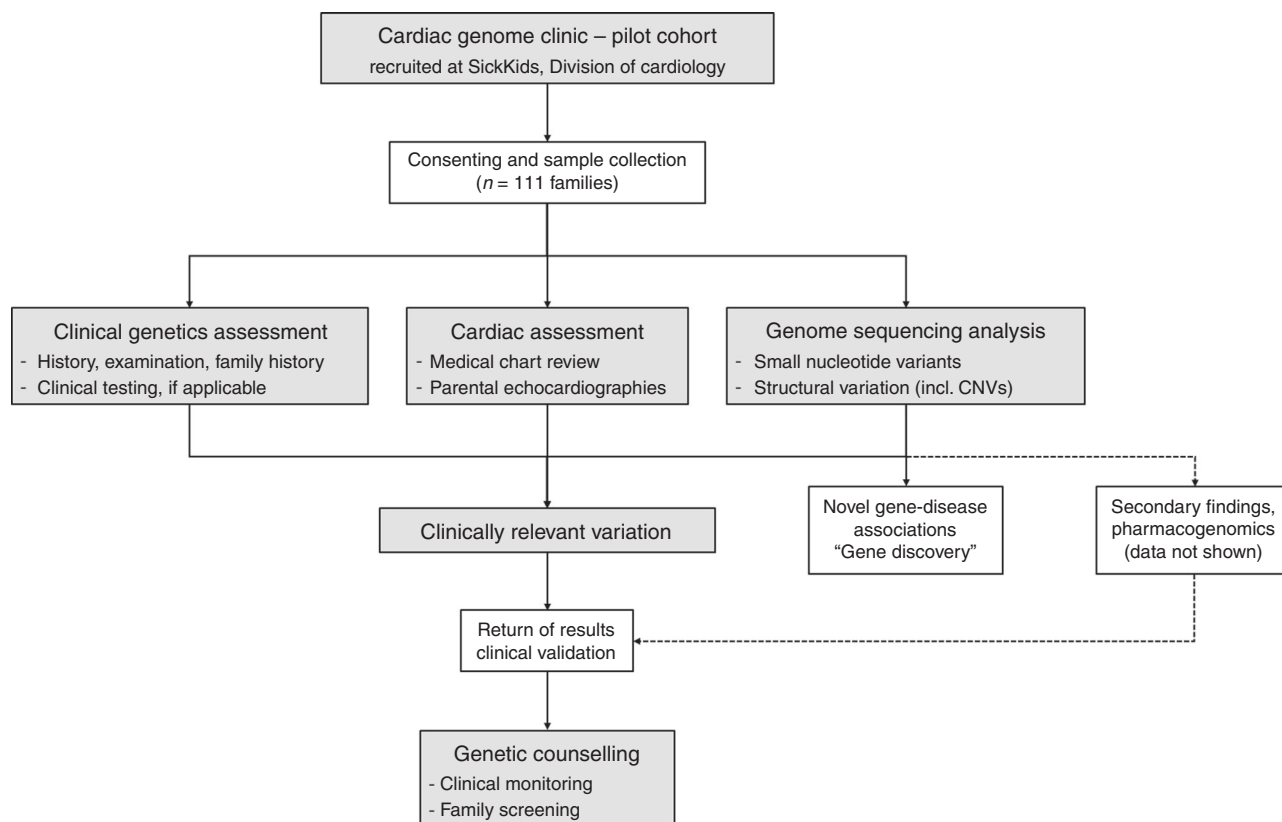 Cardiac genome clinic – pilot cohort
recruited at SickKids, Division of cardiology
Consenting and sample collection
(n = 111 families)
Clinical genetics assessment
- History, examination, family history
- Clinical testing, if applicable
Cardiac assessment
- Medical chart review
- Parental echocardiographies
Genome sequencing analysis
- Small nucleotide variants
- Structural variation (incl. CNVs)
Clinically relevant variation
Novel gene-disease
associations
“Gene discovery”
Secondary findings,
pharmacogenomics
(data not shown)
Return of results
clinical validation
Genetic counselling
- Clinical monitoring
- Family screening